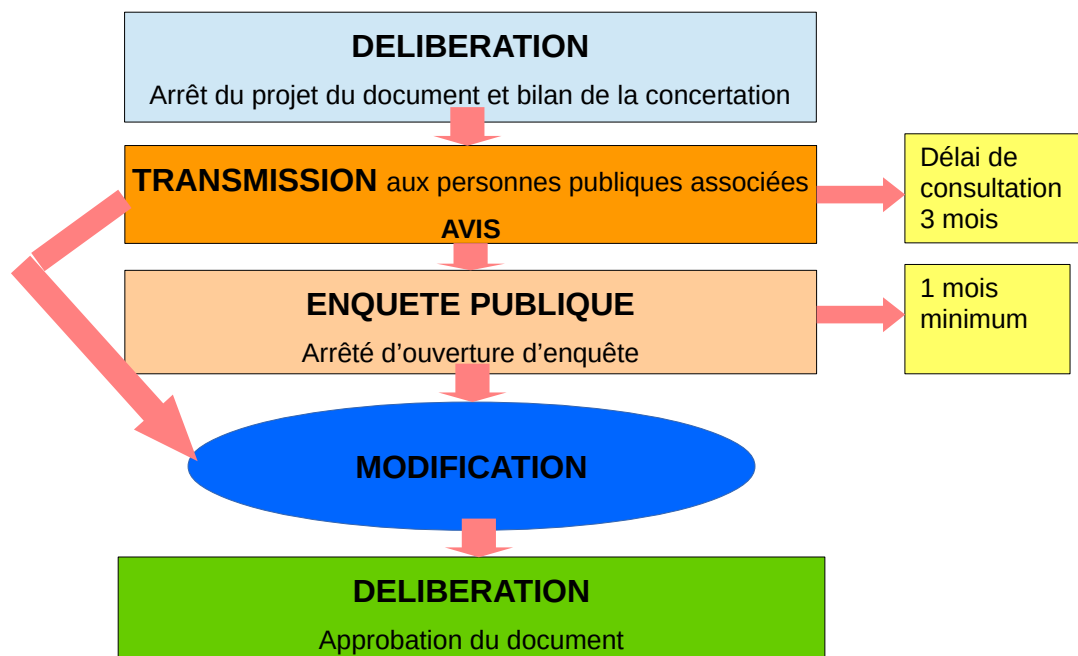 DELIBERATION
Arrêt du projet du document et bilan de la concertation
TRANSMISSION aux personnes publiques associées
AVIS
Délai de
consultation
3 mois
ENQUETE PUBLIQUE
Arrêté d'ouverture d'enquête
1 mois
minimum
MODIFICATION
DELIBERATION
Approbation du document